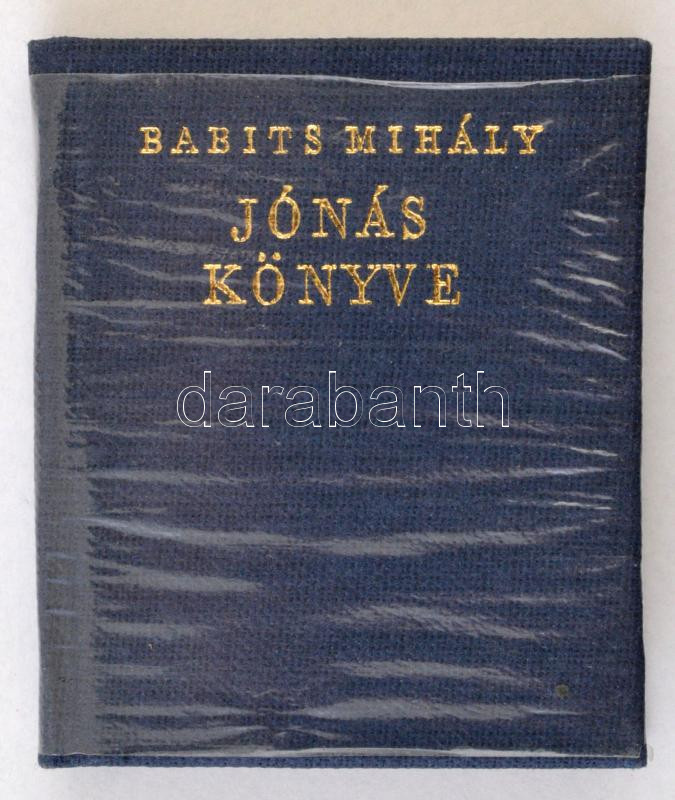 BABITS MIHÁLY
JÓNÁS
KÖNYVE
darabanth